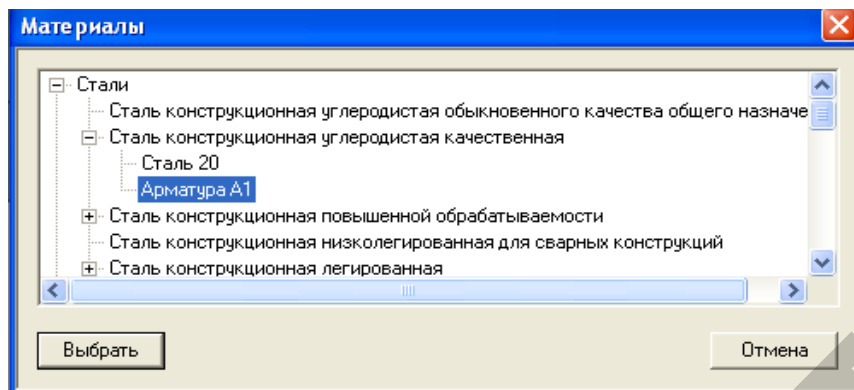 Материалы
Стали
Сталь конструкционная углеродистая обыкновенного качества общего назначе
Сталь конструкционная углеродистая качественная
Сталь 20
Арматура А1
Сталь конструкционная повышенной обрабатываемости
Сталь конструкционная низколегированная для сварных конструкций
Сталь конструкционная легированная
Выбрать Отмена